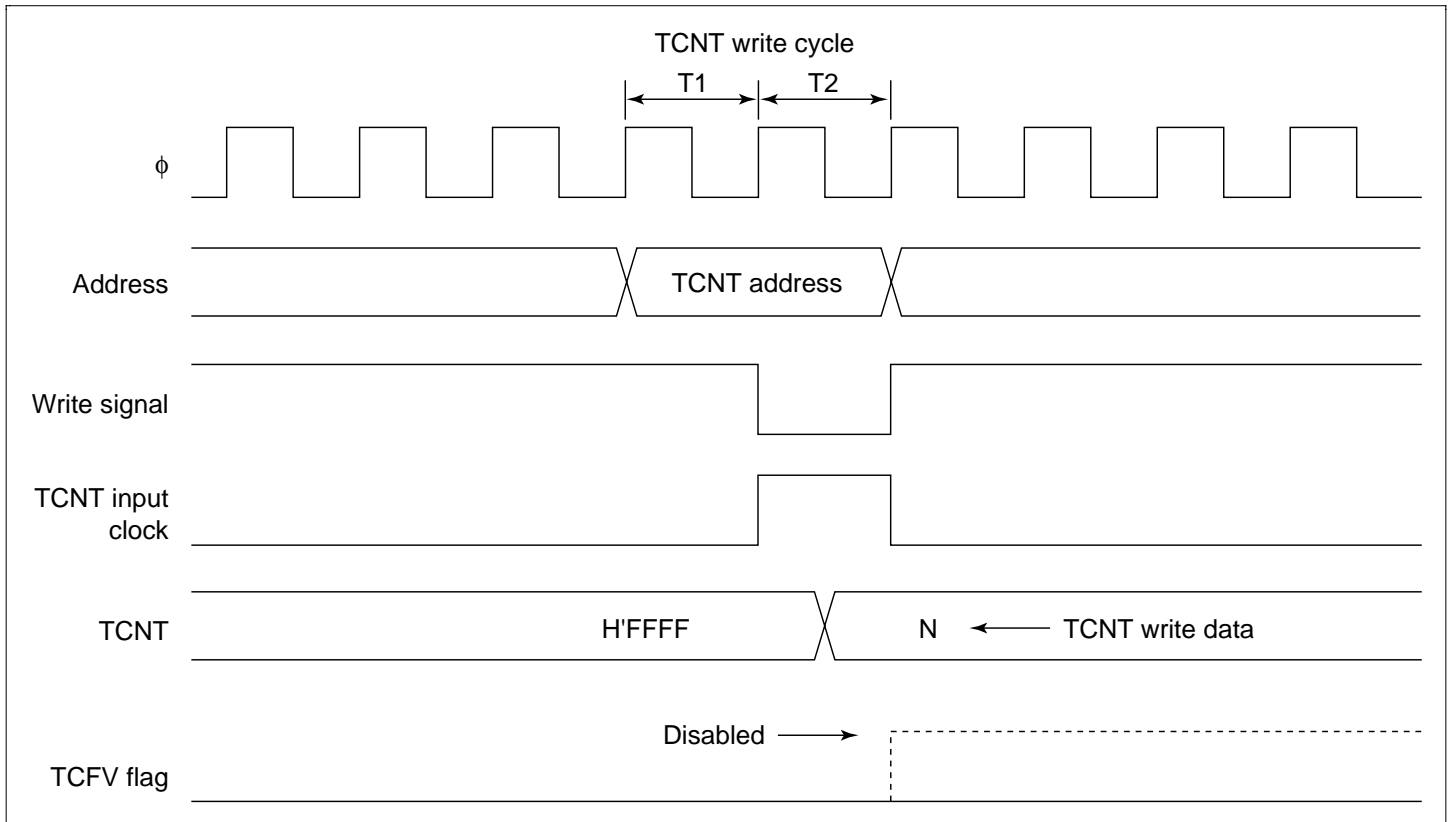 TCNT write cycle
T1 T2
ϕ
Address
TCNT address
Write signal
TCNT input
clock
TCNT
H'FFFF
N
TCNT write data
Disabled
TCFV flag